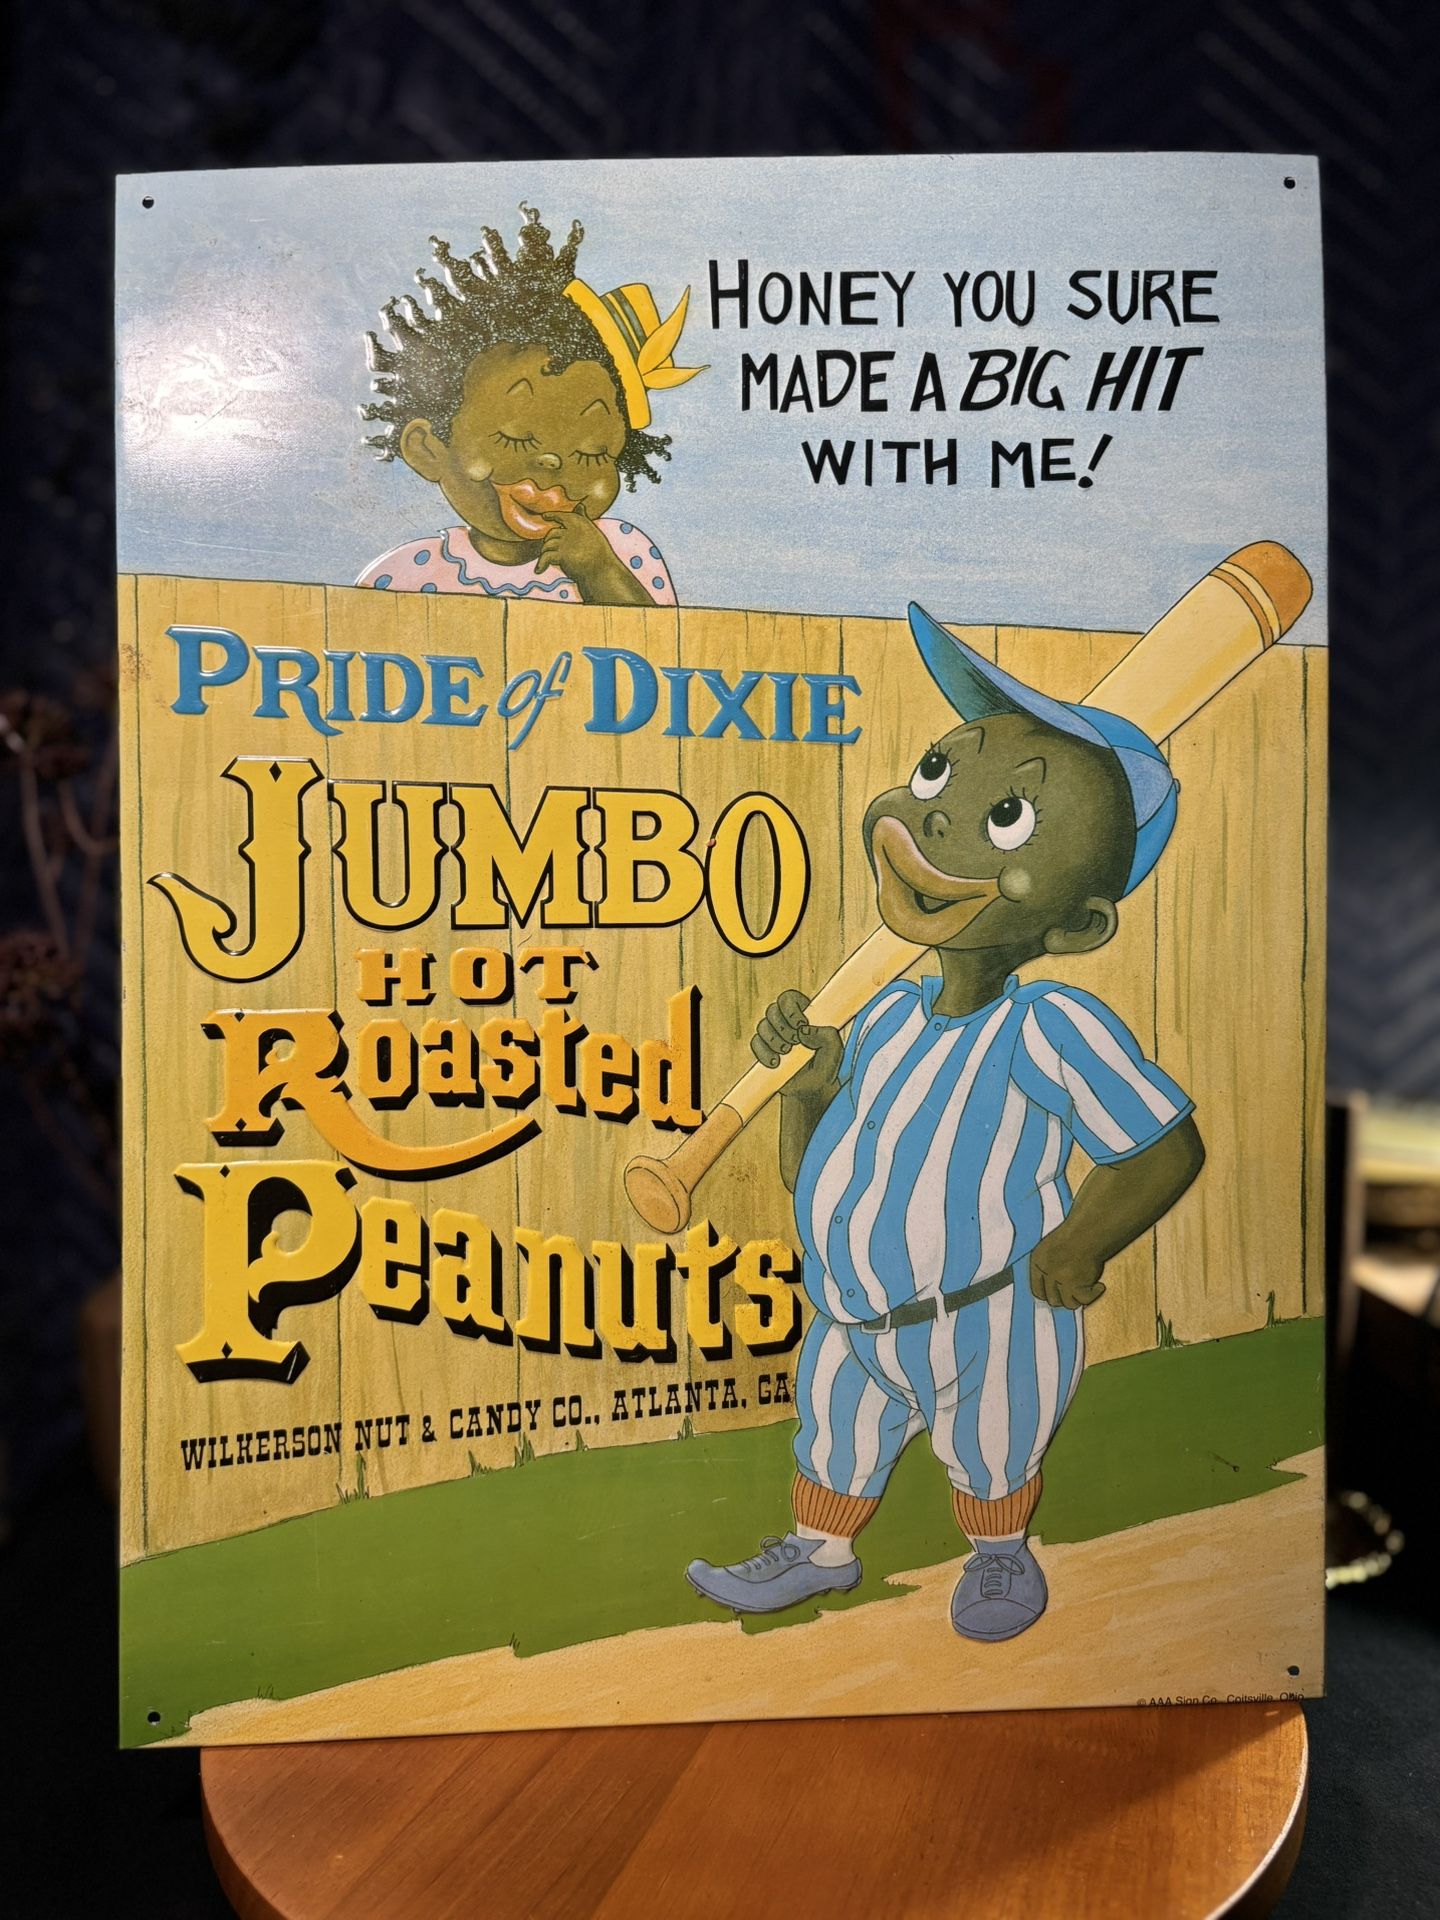 HONEY YOU SURE
MADE A BIG HIT
WITH ME!
PRIDE of DIXIE
JUMBO
HOT
Roasted
Peanuts
WILKERSON NUT & CANDY CO., ATLANTA, GA
© AAA Sign Co., Coitsville, Ohio